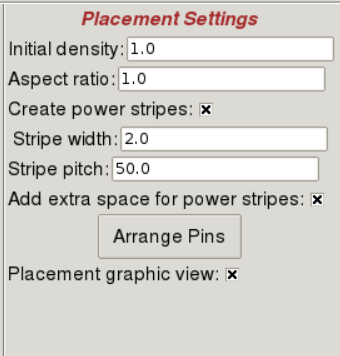 Placement Settings
Initial density: 1.0
Aspect ratio: 1.0
Create power stripes:
Stripe width: 2.0
Stripe pitch: 50.0
Add extra space for power stripes:
Arrange Pins
Placement graphic view: